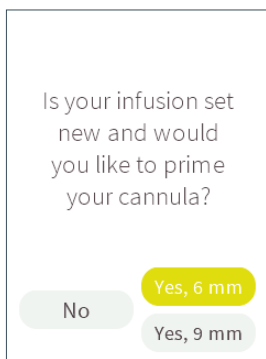 Is your infusion set
new and would
you like to prime
your cannula?
No
Yes, 6 mm
Yes, 9 mm